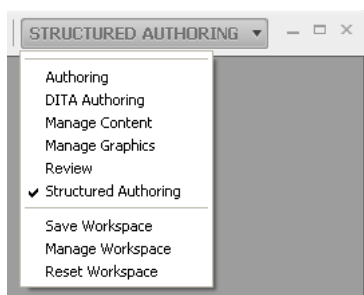 STRUCTURED AUTHORING
Authoring
DITA Authoring
Manage Content
Manage Graphics
Review
Structured Authoring
Save Workspace
Manage Workspace
Reset Workspace